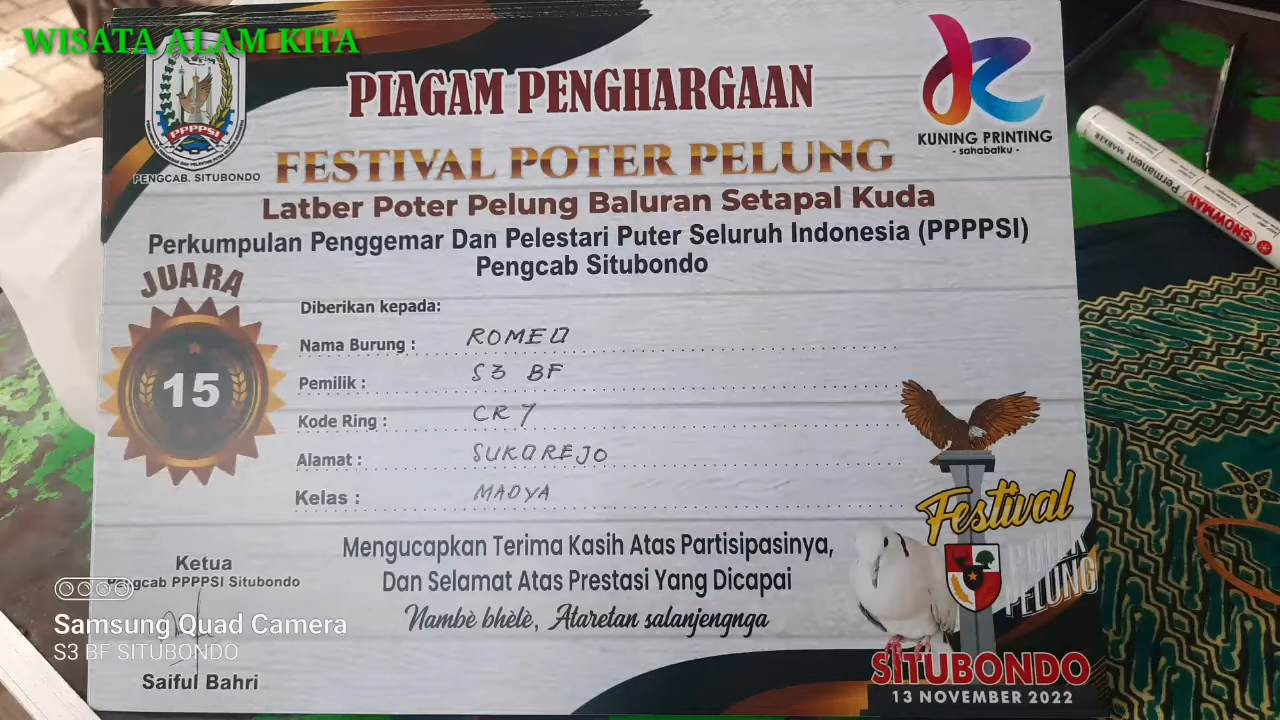 WISATA ALAM KITA
PPPPSI
PENGCAB. SITUBONDO
PIAGAM PENGHARGAAN
KUNING PRINTING
- sahabatku -
FESTIVAL POTER PELUNG
Latber Poter Pelung Baluran Setapal Kuda
Perkumpulan Penggemar Dan Pelestari Puter Seluruh Indonesia (PPPPSI)
Pengcab Situbondo
JUARA
15
Diberikan kepada:
Nama Burung : ROMEO
Pemilik : S3 BF
Kode Ring : CR 7
Alamat : SUKOREJO
Kelas : MADYA
Mengucapkan Terima Kasih Atas Partisipasinya,
Dan Selamat Atas Prestasi Yang Dicapai
Nambè bhèlè, Ataretan salanjengnga
Ketua
Pengcab PPPPSI Situbondo
Saiful Bahri
Festival
PELUNG
SITUBONDO
13 NOVEMBER 2022
SNOWMAN
Permanent MARKER
Samsung Quad Camera
S3 BF SITUBONDO